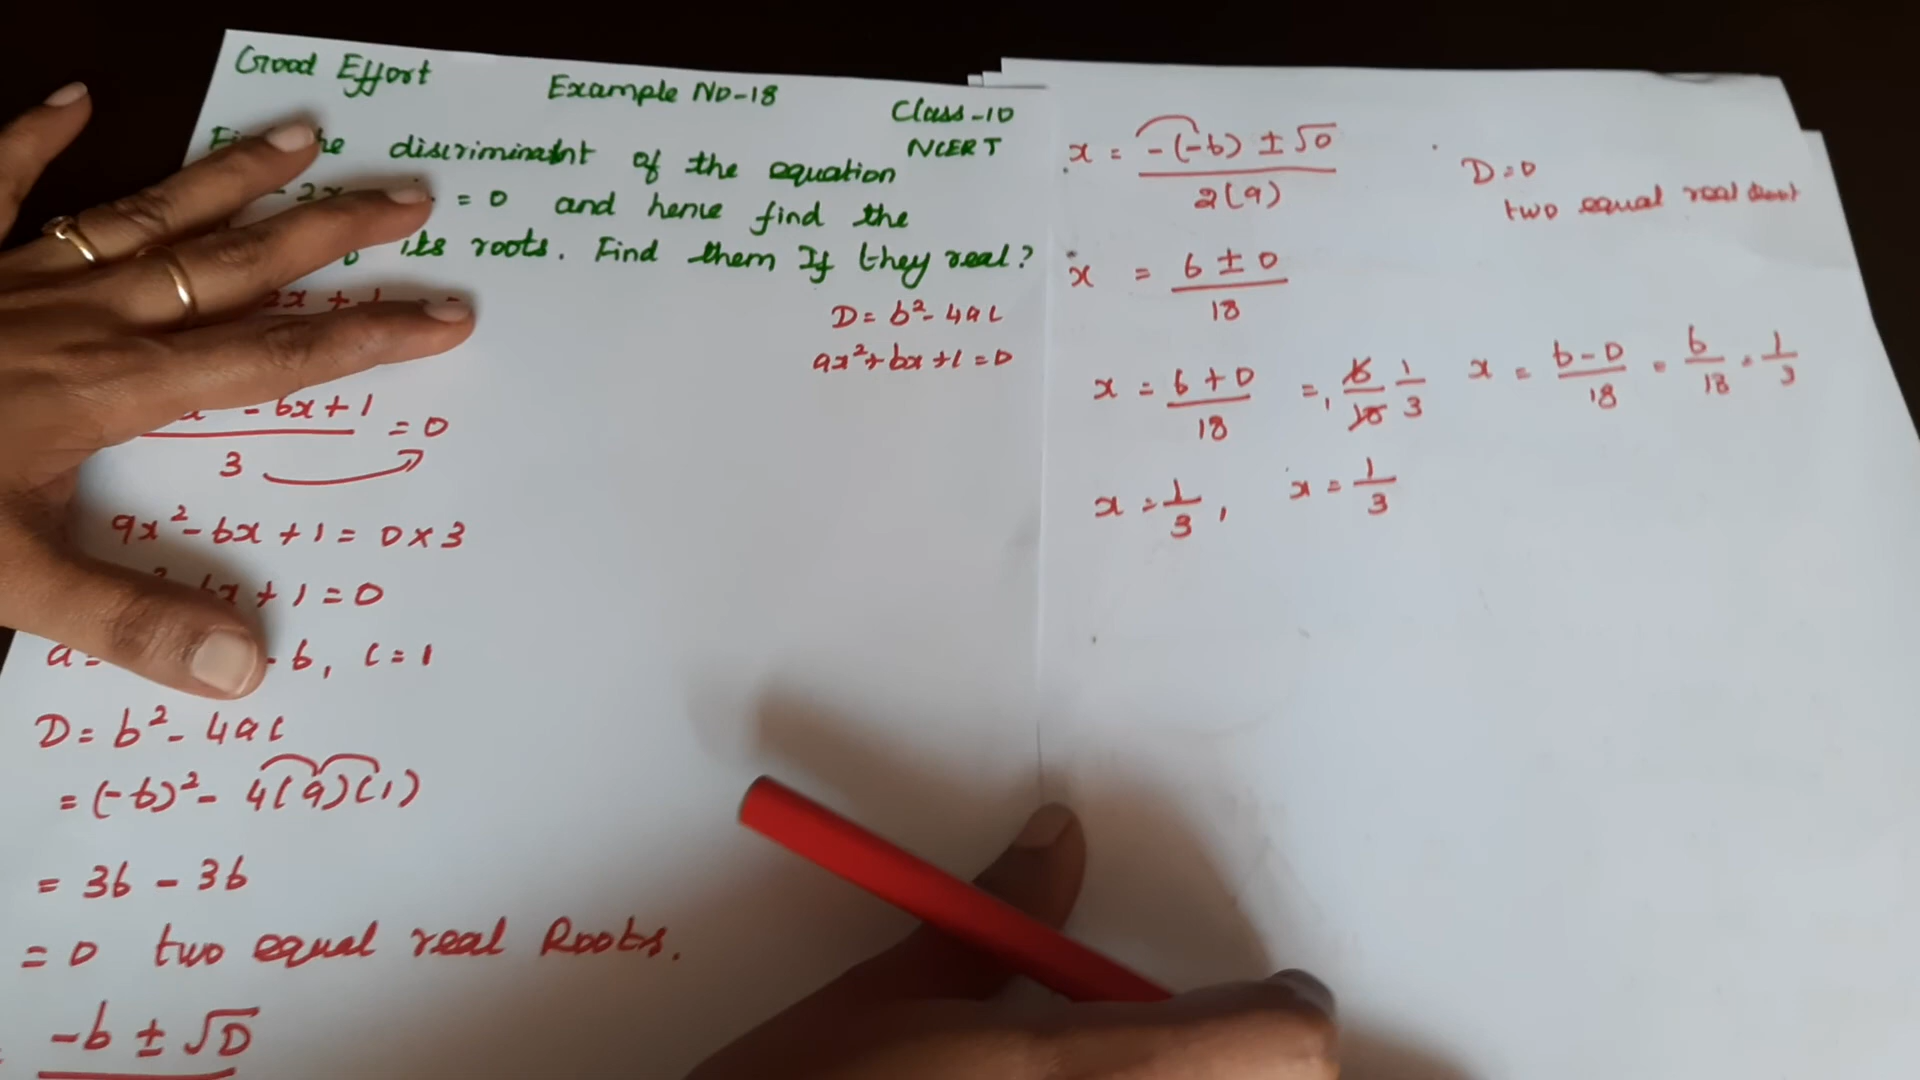 Good Effort
Example No-18
Class-10
NCERT
discriminant of the equation
= 0 and hence find the
its roots. Find them If they real?
D = b² - 4ac
ax² + bx + 1 = 0
2x + 1
- 6x + 1 = 0
3
9x² - 6x + 1 = 0 × 3
+ 1 = 0
a = - 6, c = 1
D = b² - 4ac
= (-6)² - 4(9)(1)
= 36 - 36
= 0 two equal real Roots.
-b ± √D
x = -(-6) ± √0
2(9)
D = 0
two equal real
x = 6 ± 0
18
x = 6 + 0 = 6 1
18 18 3
x = 6 - 0 = 6 = 1
18 18 3
x = 1/3, x = 1/3